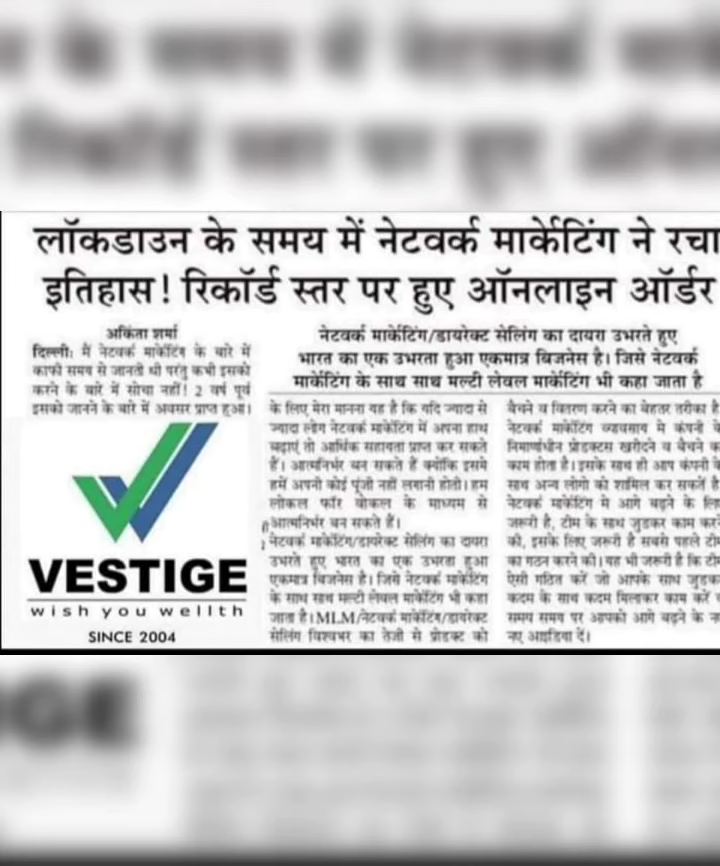 लॉकडाउन के समय में नेटवर्क मार्केटिंग ने रचा
इतिहास! रिकॉर्ड स्तर पर हुए ऑनलाइन ऑर्डर
अकिंता शर्मा
दिल्ली: मैं नेटवर्क मार्केटिंग के बारे में
काफी समय से जानती थी परंतु कभी इसको
करने के बारे में सोचा नहीं! 2 वर्ष पूर्व
इसको जानने के बारे में अवसर प्राप्त हुआ।
नेटवर्क मार्केटिंग/डायरेक्ट सेलिंग का दायरा उभरते हुए
भारत का एक उभरता हुआ एकमात्र बिजनेस है। जिसे नेटवर्क
मार्केटिंग के साथ साथ मल्टी लेवल मार्केटिंग भी कहा जाता है
VESTIGE
wish you wellth
SINCE 2004
के लिए मेरा मानना यह है कि यदि ज्यादा से
ज्यादा लोग नेटवर्क मार्केटिंग में अपना हाथ
बढ़ाएं तो आर्थिक सहायता प्राप्त कर सकते
हैं। आत्मनिर्भर बन सकते हैं क्योंकि इसमें
हमें अपनी कोई पूंजी नहीं लगानी होती। हम
लोकल फॉर वोकल के माध्यम से
आत्मनिर्भर बन सकते हैं।
नेटवर्क मार्केटिंग/डायरेक्ट सेलिंग का दायरा
उभरते हुए भारत का एक उभरता हुआ
एकमात्र बिजनेस है। जिसे नेटवर्क मार्केटिंग
के साथ साथ मल्टी लेवल मार्केटिंग भी कहा
जाता है। MLM/नेटवर्क मार्केटिंग/डायरेक्ट
सेलिंग विश्वभर का तेजी से प्रोडक्ट को
बेचने व वितरण करने का बेहतर तरीका है
नेटवर्क मार्केटिंग व्यवसाय मे कंपनी के
निमाणाधीन प्रोडक्टस खरीदने व बेचने क
काम होता है। इसके साथ ही आप कंपनी के
साथ अन्य लोगो को शामिल कर सकतें है
नेटवर्क मार्केटिंग मे आगे बढ़ने के लि
जरूरी है, टीम के साथ जुडकर काम कर
की, इसके लिए जरूरी है सबसे पहले टी
का गठन करने की। यह भी जरूरी है कि टी
ऐसी गठित करें जो आपके साथ जुडक
कदम के साथ कदम मिलाकर काम करें
समय समय पर आपको आगे बढ़ने के न
नए आइडिया दें।